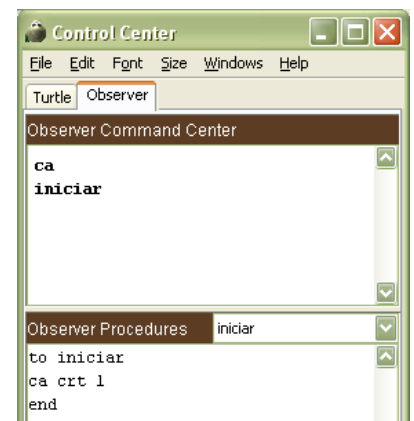 Control Center
File Edit Font Size Windows Help
Turtle Observer
Observer Command Center
ca
iniciar
Observer Procedures iniciar
to iniciar
ca crt 1
end